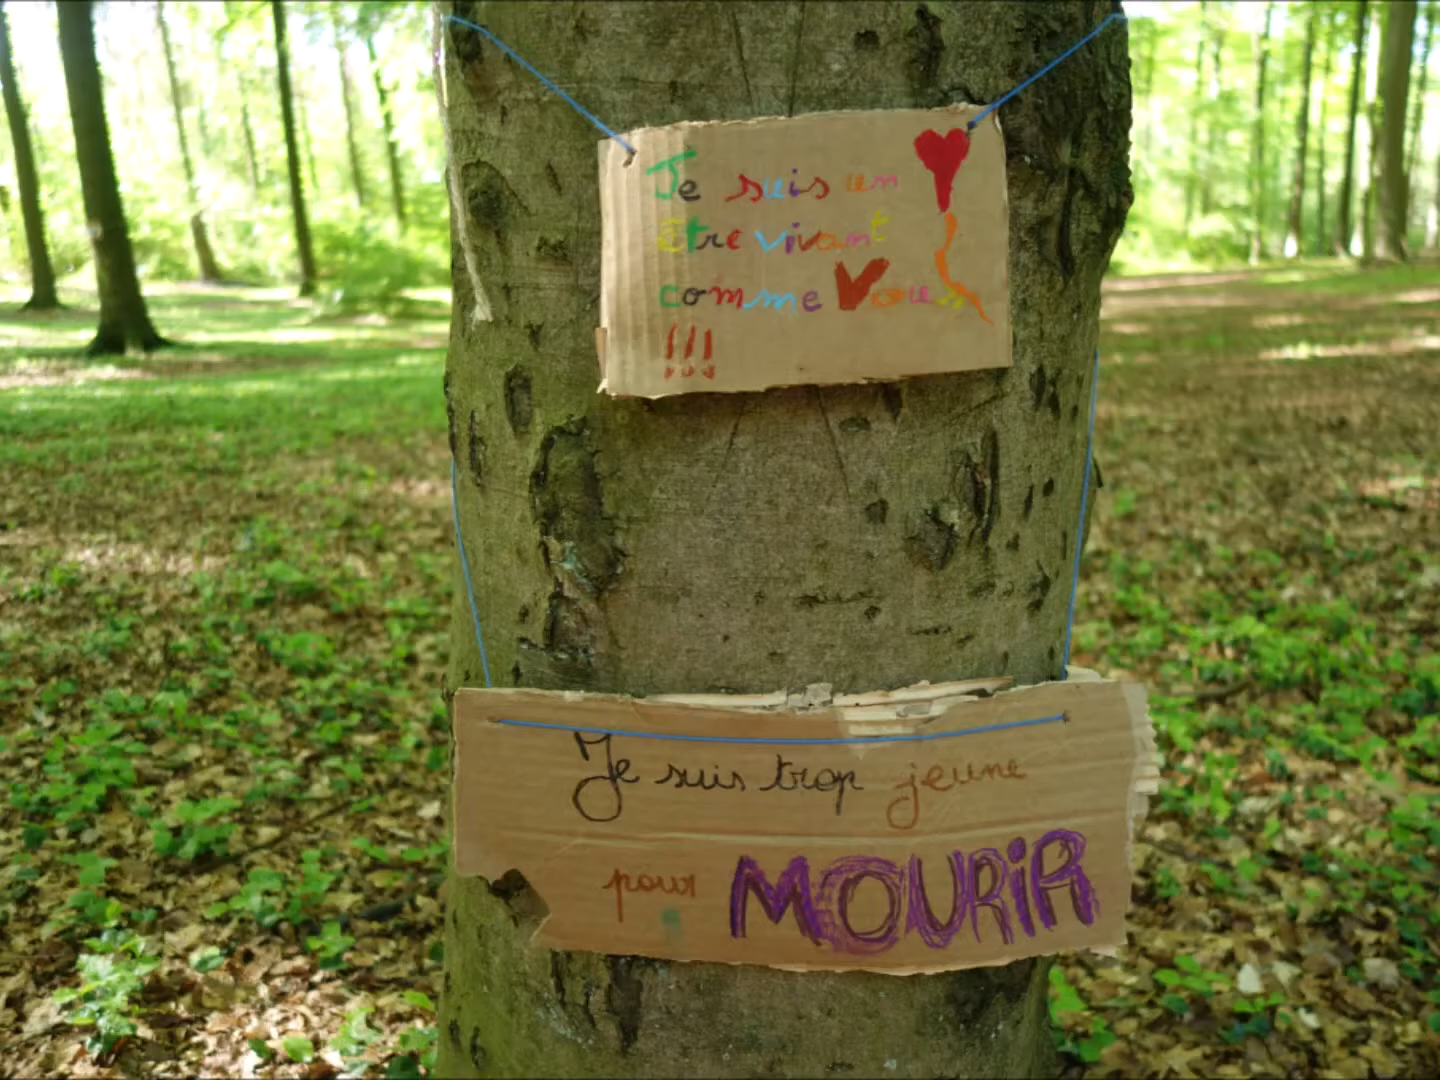 Je suis un
être vivant
comme Vous
!!!
Je suis trop jeune
pour MOURiR